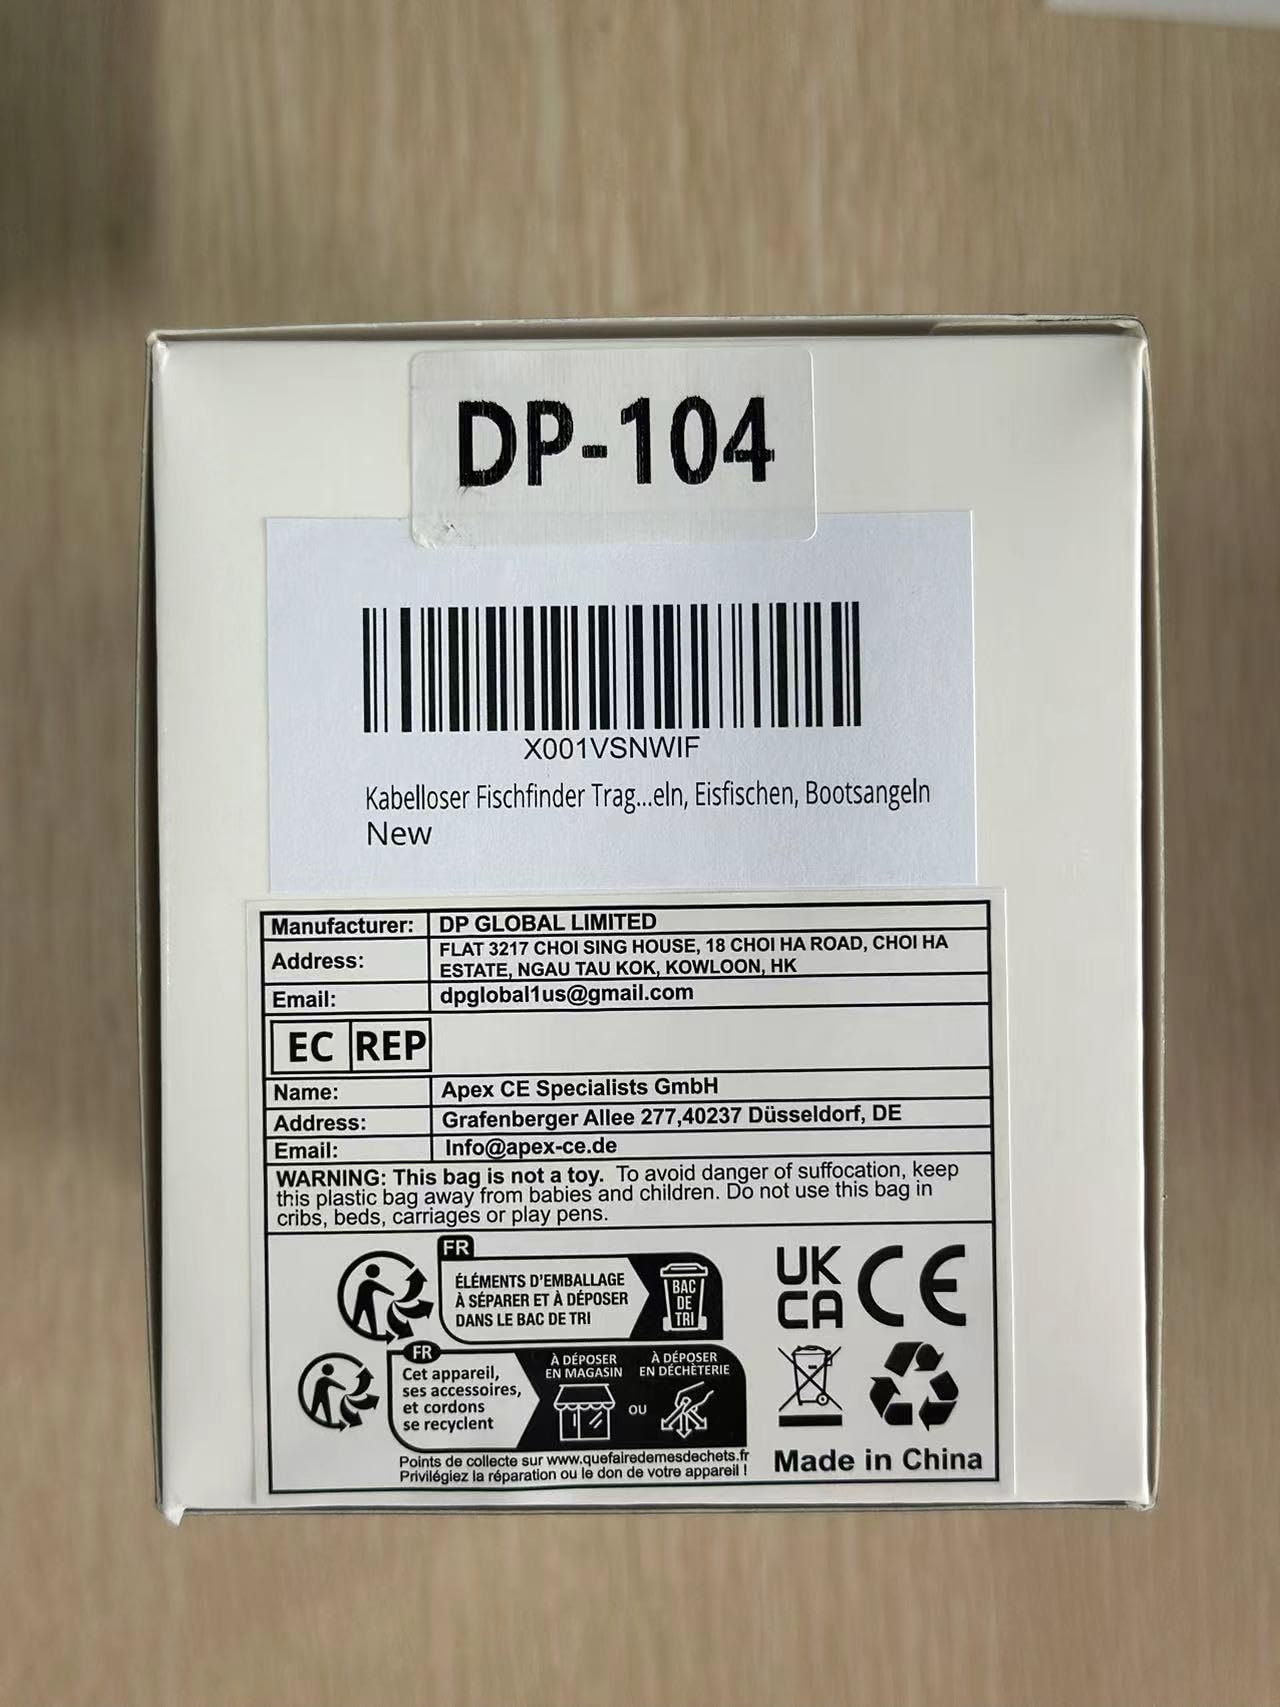 DP-104
X001VSNWIF
Kabelloser Fischfinder Trag...eln, Eisfischen, Bootsangeln
New
Manufacturer: DP GLOBAL LIMITED
Address: FLAT 3217 CHOI SING HOUSE, 18 CHOI HA ROAD, CHOI HA
ESTATE, NGAU TAU KOK, KOWLOON, HK
Email: dpglobal1us@gmail.com
EC REP
Name: Apex CE Specialists GmbH
Address: Grafenberger Allee 277,40237 Düsseldorf, DE
Email: Info@apex-ce.de
WARNING: This bag is not a toy. To avoid danger of suffocation, keep
this plastic bag away from babies and children. Do not use this bag in
cribs, beds, carriages or play pens.
FR
ÉLÉMENTS D'EMBALLAGE
À SÉPARER ET À DÉPOSER
DANS LE BAC DE TRI
BAC
DE
TRI
UK
CA
CE
FR
Cet appareil,
ses accessoires,
et cordons
se recyclent
À DÉPOSER
EN MAGASIN
OU
À DÉPOSER
EN DÉCHÈTERIE
Points de collecte sur www.quefairedemesdechets.fr
Privilégiez la réparation ou le don de votre appareil !
Made in China